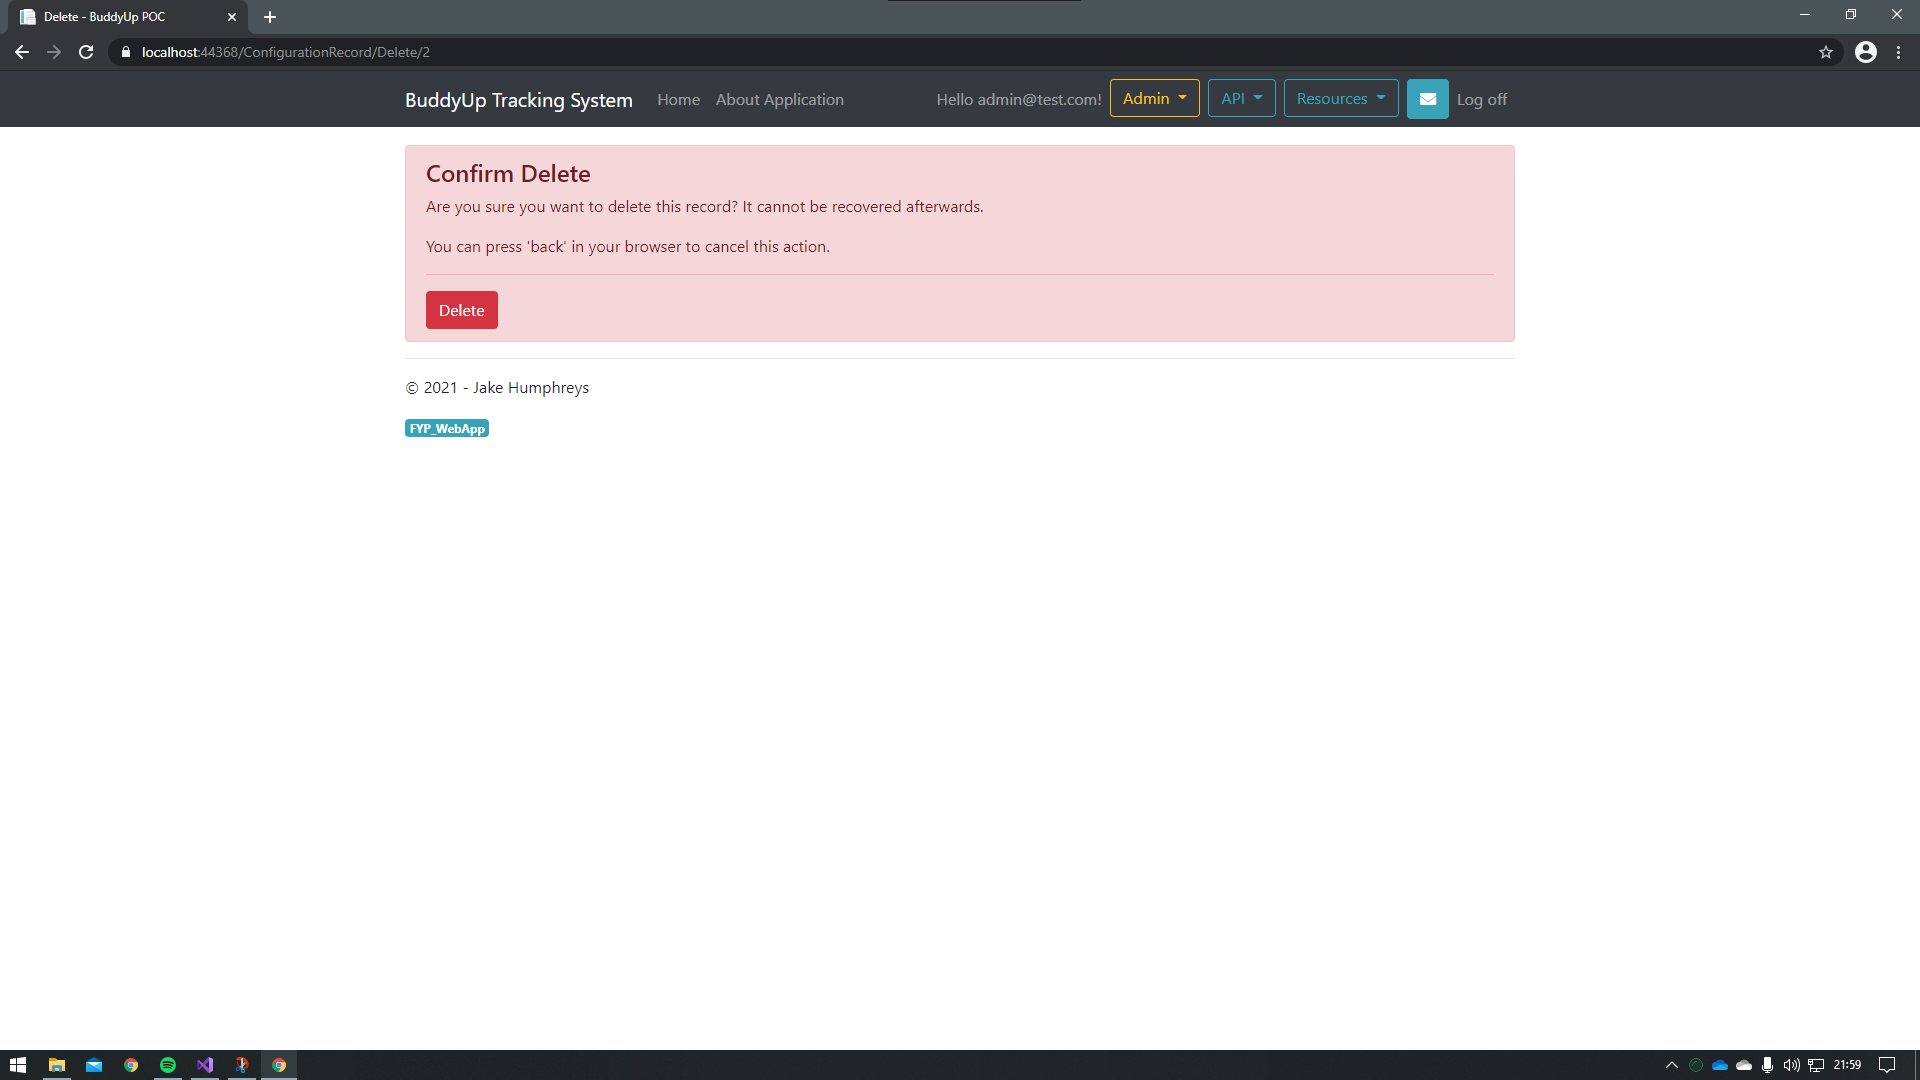 Delete - BuddyUp POC
localhost:44368/ConfigurationRecord/Delete/2
BuddyUp Tracking System Home About Application Hello admin@test.com! Admin API Resources Log off
Confirm Delete
Are you sure you want to delete this record? It cannot be recovered afterwards.
You can press 'back' in your browser to cancel this action.
Delete
© 2021 - Jake Humphreys
FYP_WebApp
21:59